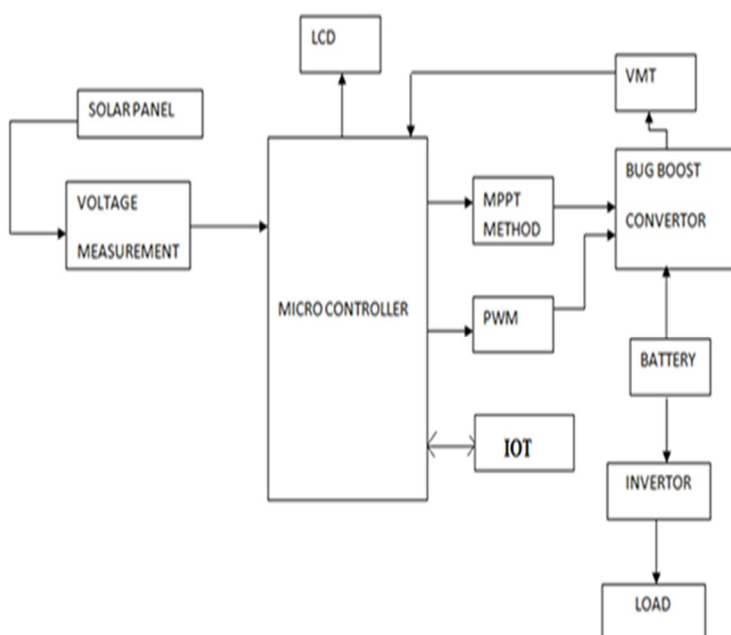 LCD
VMT
SOLAR PANEL
VOLTAGE
MEASUREMENT
MICRO CONTROLLER
MPPT
METHOD
BUG BOOST
CONVERTOR
PWM
BATTERY
IOT
INVERTOR
LOAD